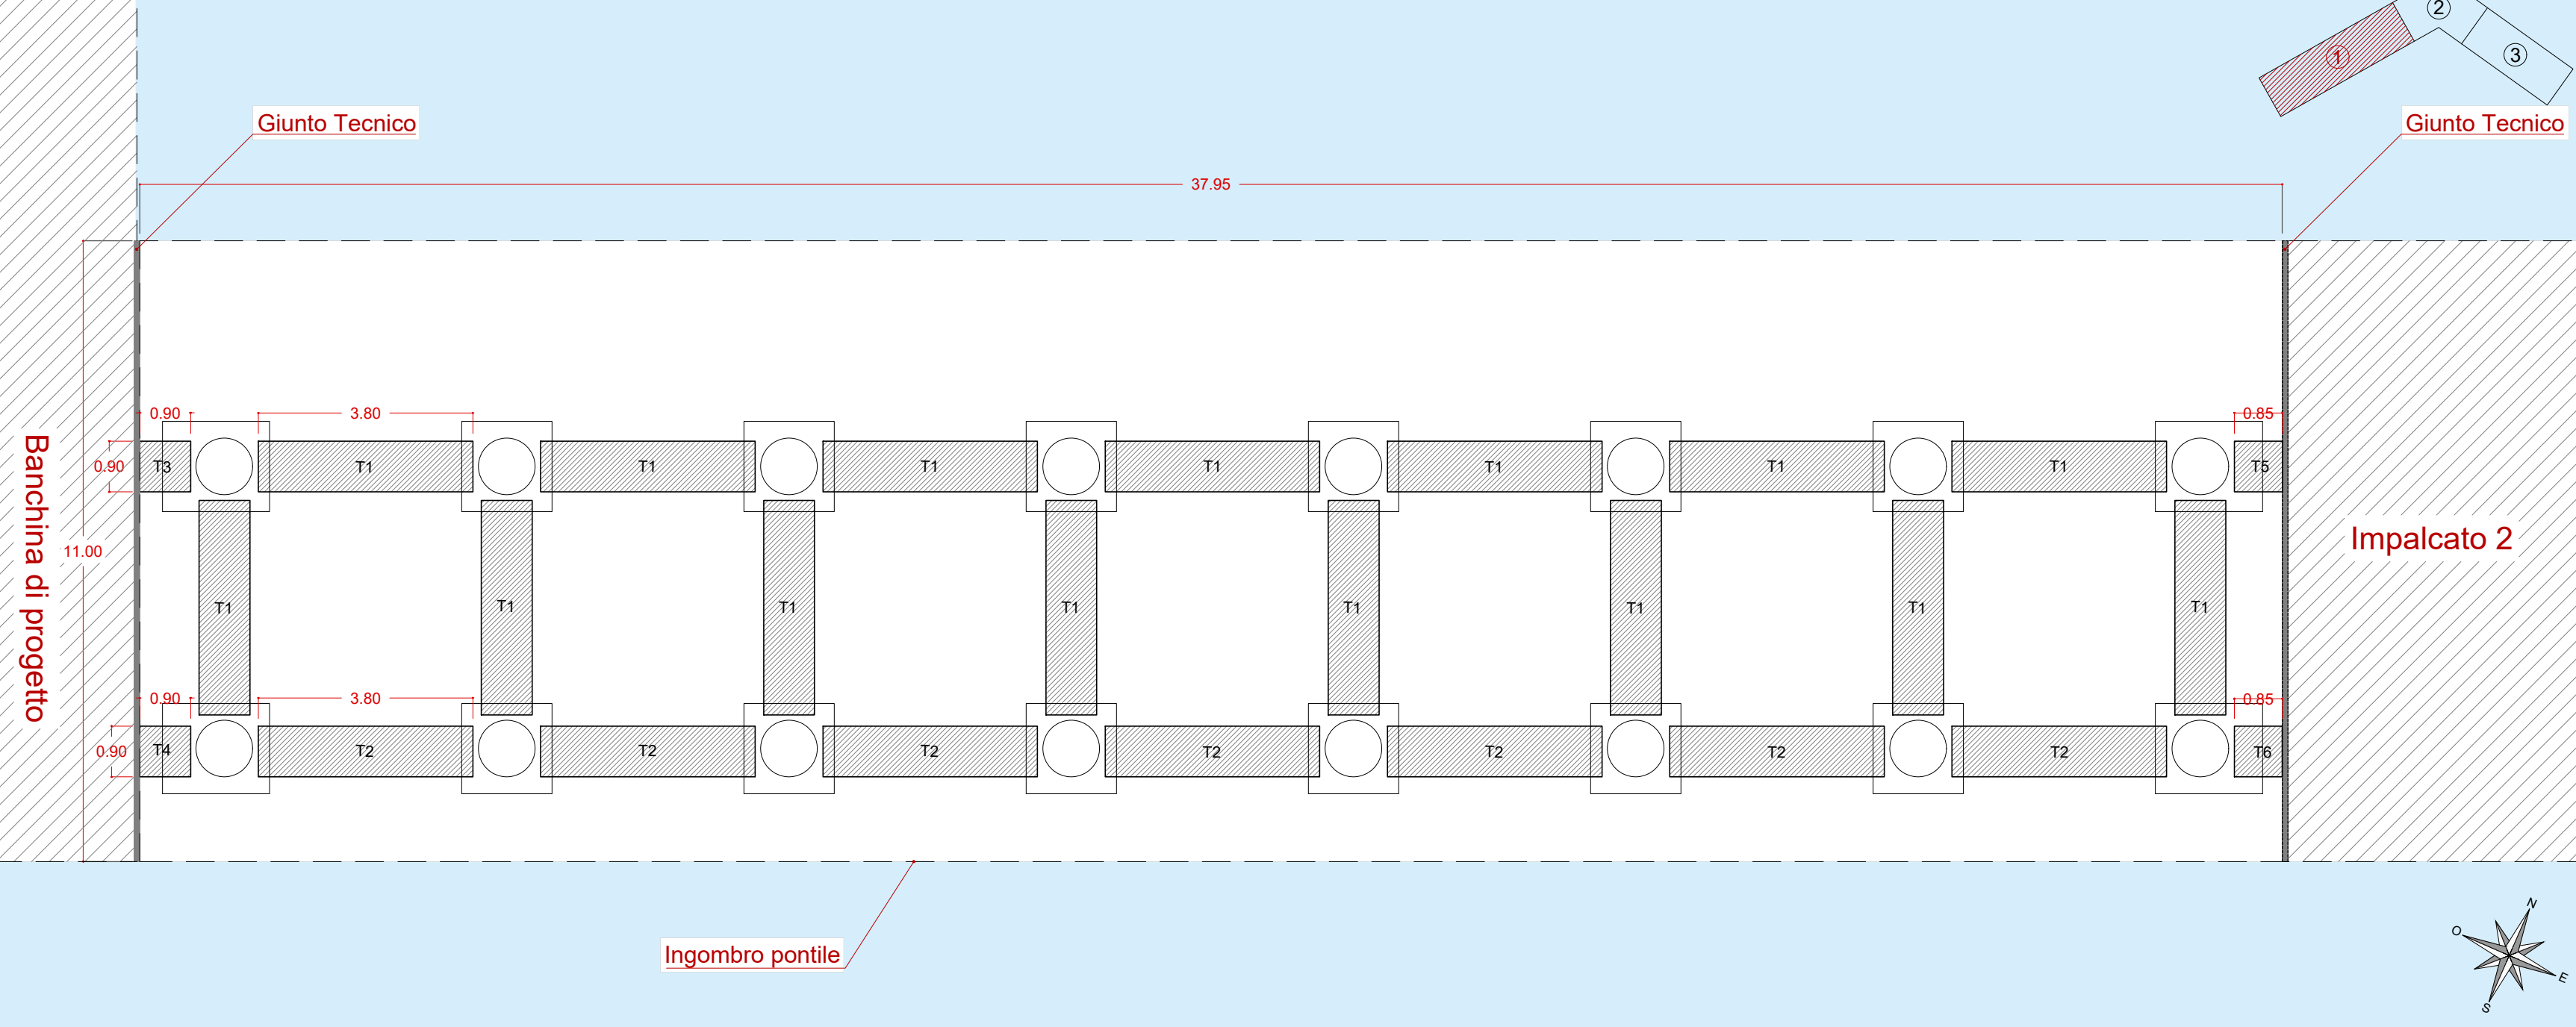 2
1
3
Giunto Tecnico
Giunto Tecnico
37.95
0.90
3.80
0.85
0.90
T3
T1
T1
T1
T1
T1
T1
T1
T5
Banchina di progetto
11.00
Impalcato 2
T1
T1
T1
T1
T1
T1
T1
T1
0.90
3.80
0.85
0.90
T4
T2
T2
T2
T2
T2
T2
T2
T6
Ingombro pontile
N
O
E
S